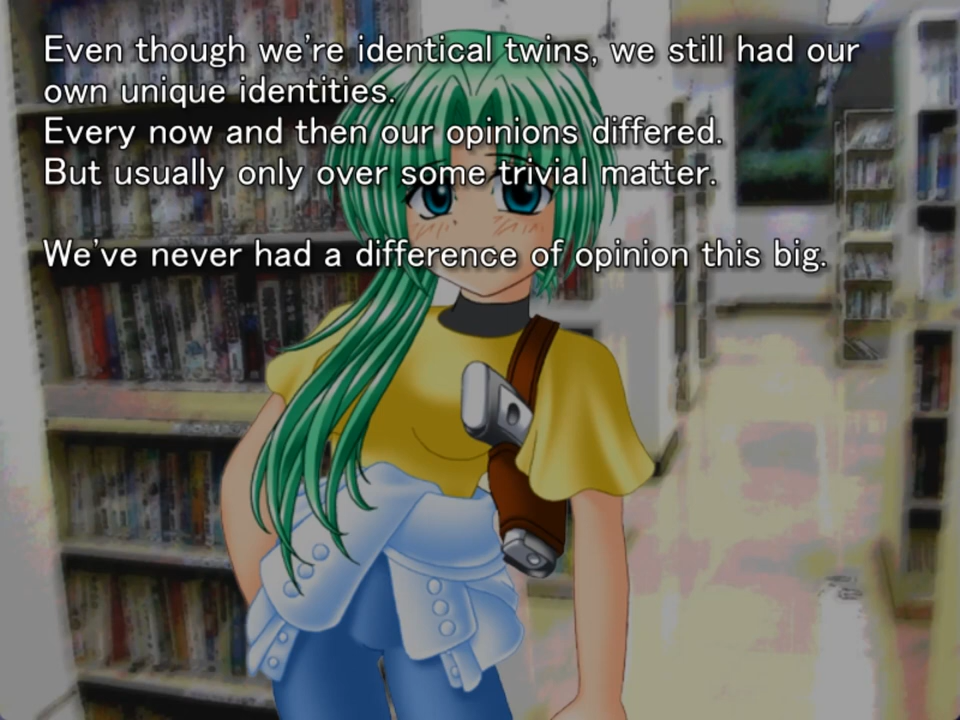 Even though we're identical twins, we still had our
own unique identities.
Every now and then our opinions differed.
But usually only over some trivial matter.
We've never had a difference of opinion this big.